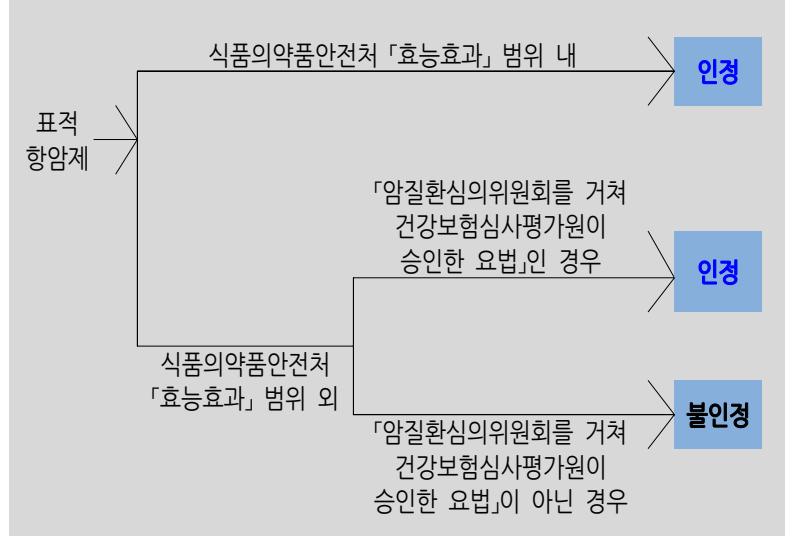 식품의약품안전처 「효능효과」 범위 내
인정
표적
항암제
「암질환심의위원회를 거쳐
건강보험심사평가원이
승인한 요법」인 경우
인정
식품의약품안전처
「효능효과」 범위 외
불인정
「암질환심의위원회를 거쳐
건강보험심사평가원이
승인한 요법」이 아닌 경우